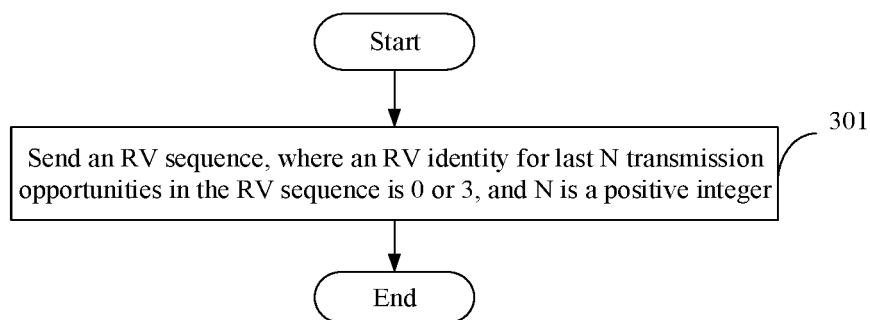 Start
Send an RV sequence, where an RV identity for last N transmission
opportunities in the RV sequence is 0 or 3, and N is a positive integer
301
End